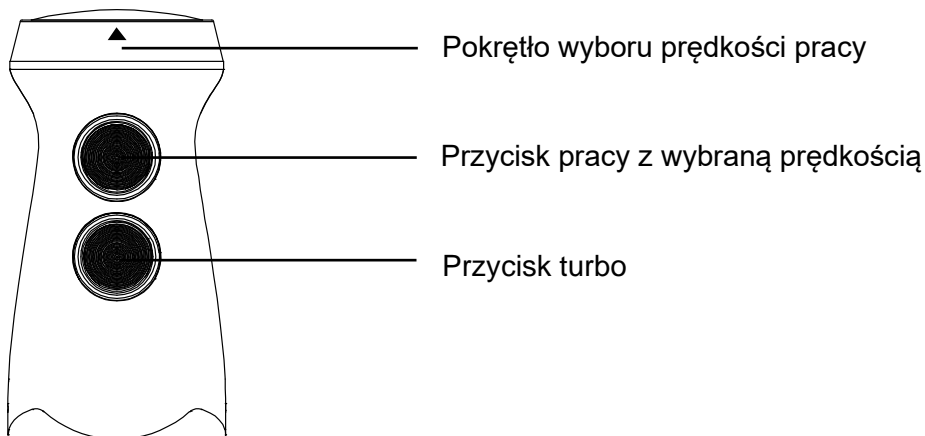 Pokrętło wyboru prędkości pracy
Przycisk pracy z wybraną prędkością
Przycisk turbo